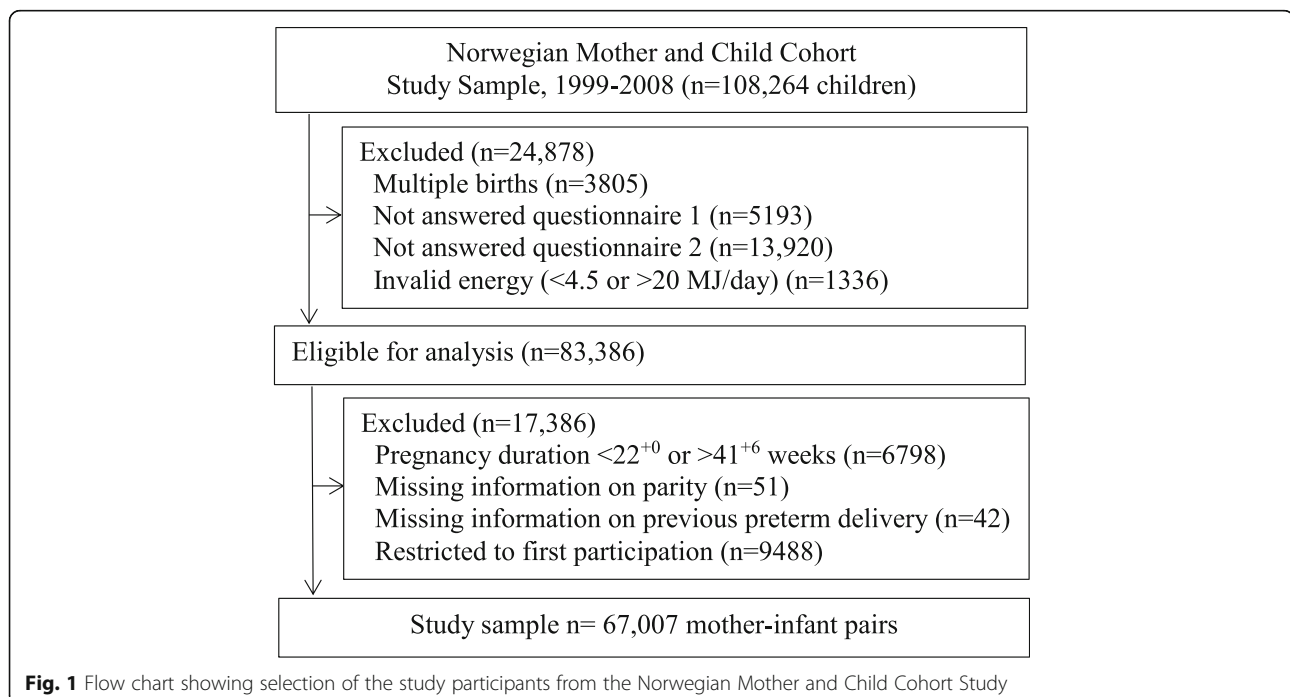 Norwegian Mother and Child Cohort
Study Sample, 1999-2008 (n=108,264 children)
Excluded (n=24,878)
Multiple births (n=3805)
Not answered questionnaire 1 (n=5193)
Not answered questionnaire 2 (n=13,920)
Invalid energy (<4.5 or >20 MJ/day) (n=1336)
Eligible for analysis (n=83,386)
Excluded (n=17,386)
Pregnancy duration <22⁺⁰ or >41⁺⁶ weeks (n=6798)
Missing information on parity (n=51)
Missing information on previous preterm delivery (n=42)
Restricted to first participation (n=9488)
Study sample n= 67,007 mother-infant pairs
Fig. 1 Flow chart showing selection of the study participants from the Norwegian Mother and Child Cohort Study